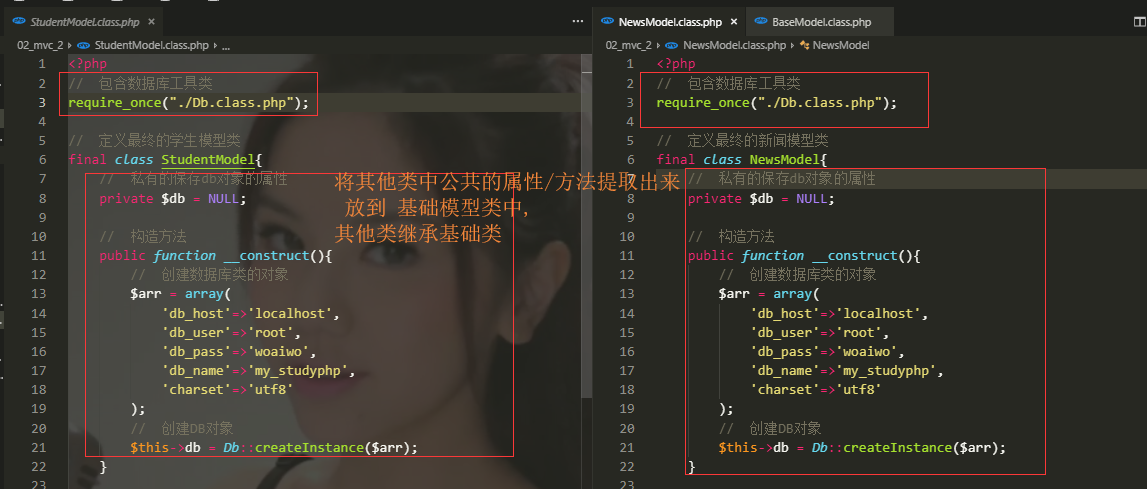 StudentModel.class.php ×
02_mvc_2 > StudentModel.class.php > ...
1 <?php
2 // 包含数据库工具类
3 require_once("./Db.class.php");
4
5 // 定义最终的学生模型类
6 final class StudentModel{
7 // 私有的保存db对象的属性
8 private $db = NULL;
9
10 // 构造方法
11 public function __construct(){
12 // 创建数据库类的对象
13 $arr = array(
14 'db_host'=>'localhost',
15 'db_user'=>'root',
16 'db_pass'=>'woaiwo',
17 'db_name'=>'my_studyphp',
18 'charset'=>'utf8'
19 );
20 // 创建DB对象
21 $this->db = Db::createInstance($arr);
22 }
23
将其他类中公共的属性/方法提取出来
放到 基础模型类中,
其他类继承基础类
NewsModel.class.php × BaseModel.class.php
02_mvc_2 > NewsModel.class.php > NewsModel
1 <?php
2 // 包含数据库工具类
3 require_once("./Db.class.php");
4
5 // 定义最终的新闻模型类
6 final class NewsModel{
7 // 私有的保存db对象的属性
8 private $db = NULL;
9
10 // 构造方法
11 public function __construct(){
12 // 创建数据库类的对象
13 $arr = array(
14 'db_host'=>'localhost',
15 'db_user'=>'root',
16 'db_pass'=>'woaiwo',
17 'db_name'=>'my_studyphp',
18 'charset'=>'utf8'
19 );
20 // 创建DB对象
21 $this->db = Db::createInstance($arr);
22 }
23